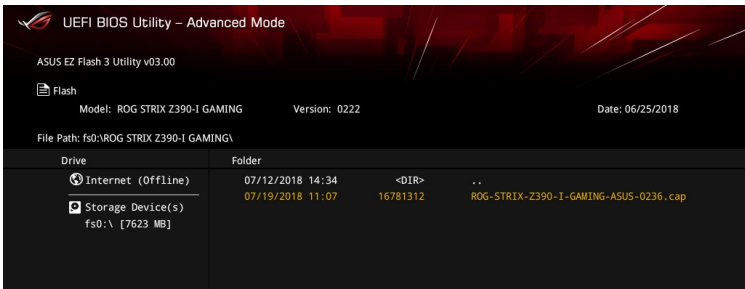 UEFI BIOS Utility – Advanced Mode
ASUS EZ Flash 3 Utility v03.00
Flash
Model: ROG STRIX Z390-I GAMING Version: 0222 Date: 06/25/2018
File Path: fs0:\ROG STRIX Z390-I GAMING\
Drive Folder
Internet (Offline) 07/12/2018 14:34 <DIR> ..
07/19/2018 11:07 16781312 ROG-STRIX-Z390-I-GAMING-ASUS-0236.cap
Storage Device(s)
fs0:\ [7623 MB]